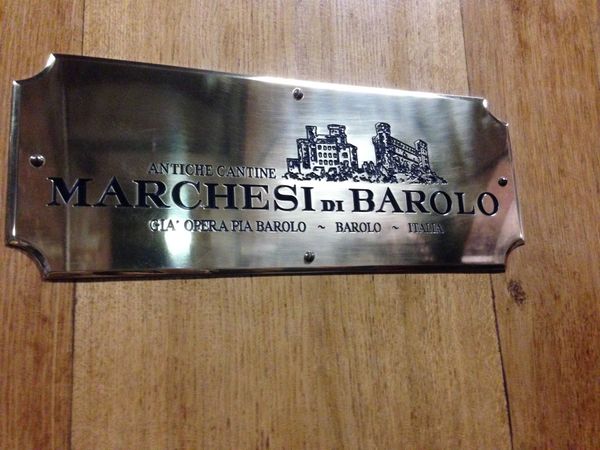 ANTICHE CANTINE
MARCHESI DI BAROLO
GIA' OPERA PIA BAROLO ~ BAROLO ~ ITALIA